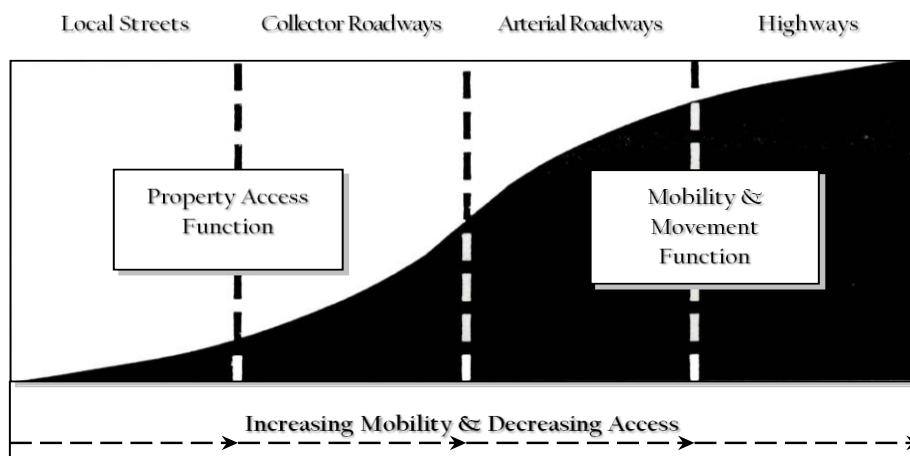 Local Streets
Collector Roadways
Arterial Roadways
Highways
Property Access
Function
Mobility &
Movement
Function
Increasing Mobility & Decreasing Access